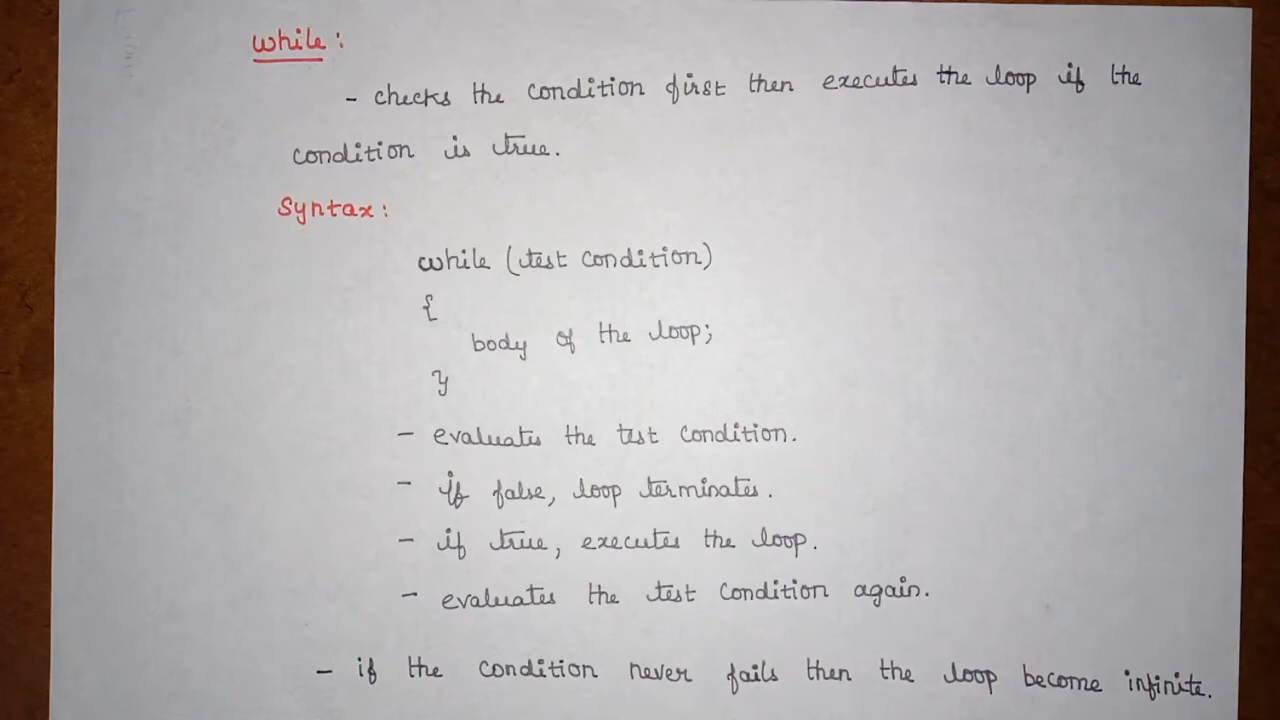 while:
- checks the condition first then executes the loop if the
condition is true.
Syntax:
while (test condition)
{
body of the loop;
}
- evaluates the test condition.
- if false, loop terminates.
- if true, executes the loop.
- evaluates the test condition again.
- if the condition never fails then the loop become infinite.